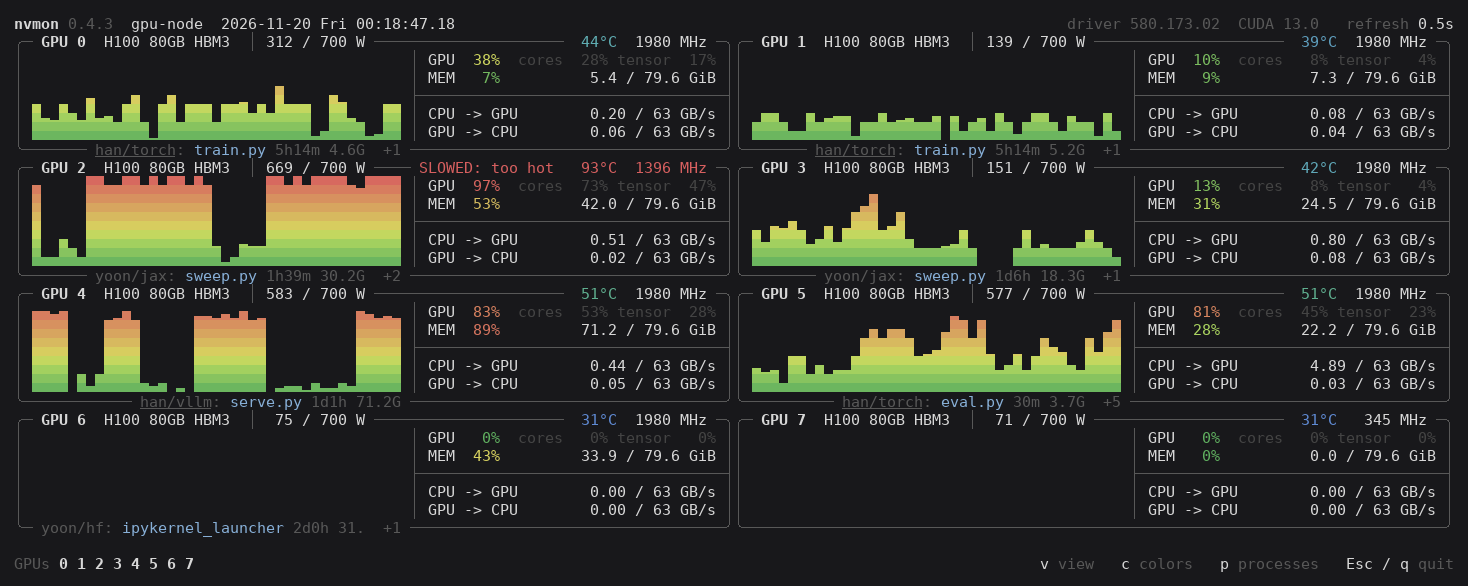 nvmon 0.4.3  gpu-node  2026-11-20 Fri 00:18:47.18  driver 580.173.02  CUDA 13.0  refresh 0.5s
GPU 0  H100 80GB HBM3  312 / 700 W  44°C  1980 MHz
GPU 38%  cores 28% tensor 17%
MEM 7%  5.4 / 79.6 GiB
CPU -> GPU  0.20 / 63 GB/s
GPU -> CPU  0.06 / 63 GB/s
han/torch: train.py 5h14m 4.6G  +1
GPU 1  H100 80GB HBM3  139 / 700 W  39°C  1980 MHz
GPU 10%  cores 8% tensor 4%
MEM 9%  7.3 / 79.6 GiB
CPU -> GPU  0.08 / 63 GB/s
GPU -> CPU  0.04 / 63 GB/s
han/torch: train.py 5h14m 5.2G  +1
GPU 2  H100 80GB HBM3  669 / 700 W  SLOWED: too hot  93°C  1396 MHz
GPU 97%  cores 73% tensor 47%
MEM 53%  42.0 / 79.6 GiB
CPU -> GPU  0.51 / 63 GB/s
GPU -> CPU  0.02 / 63 GB/s
yoon/jax: sweep.py 1h39m 30.2G  +2
GPU 3  H100 80GB HBM3  151 / 700 W  42°C  1980 MHz
GPU 13%  cores 8% tensor 4%
MEM 31%  24.5 / 79.6 GiB
CPU -> GPU  0.80 / 63 GB/s
GPU -> CPU  0.08 / 63 GB/s
yoon/jax: sweep.py 1d6h 18.3G  +1
GPU 4  H100 80GB HBM3  583 / 700 W  51°C  1980 MHz
GPU 83%  cores 53% tensor 28%
MEM 89%  71.2 / 79.6 GiB
CPU -> GPU  0.44 / 63 GB/s
GPU -> CPU  0.05 / 63 GB/s
han/vllm: serve.py 1d1h 71.2G
GPU 5  H100 80GB HBM3  577 / 700 W  51°C  1980 MHz
GPU 81%  cores 45% tensor 23%
MEM 28%  22.2 / 79.6 GiB
CPU -> GPU  4.89 / 63 GB/s
GPU -> CPU  0.03 / 63 GB/s
han/torch: eval.py 30m 3.7G  +5
GPU 6  H100 80GB HBM3  75 / 700 W  31°C  1980 MHz
GPU 0%  cores 0% tensor 0%
MEM 43%  33.9 / 79.6 GiB
CPU -> GPU  0.00 / 63 GB/s
GPU -> CPU  0.00 / 63 GB/s
yoon/hf: ipykernel_launcher 2d0h 31.  +1
GPU 7  H100 80GB HBM3  71 / 700 W  31°C  345 MHz
GPU 0%  cores 0% tensor 0%
MEM 0%  0.0 / 79.6 GiB
CPU -> GPU  0.00 / 63 GB/s
GPU -> CPU  0.00 / 63 GB/s
GPUs 0 1 2 3 4 5 6 7  v view  c colors  p processes  Esc / q quit